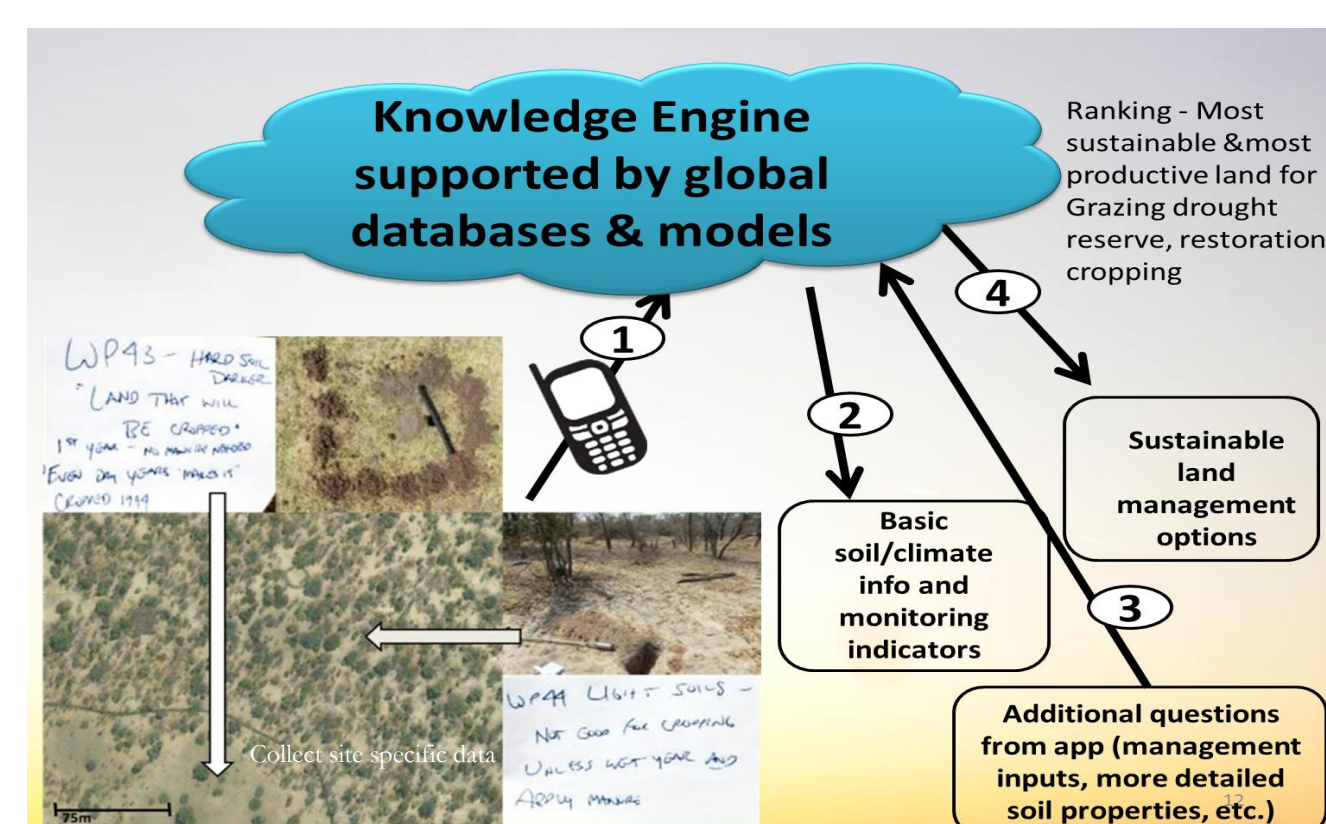 Knowledge Engine
supported by global
databases & models
Ranking - Most
sustainable &most
productive land for
Grazing drought
reserve, restoration
cropping
1
2
3
4
WP43 - HARD SOIL
DARKER
"LAND THAT WILL
BE CROPPED"
1ST YEAR - NO MANURE NEEDED
"EVEN DRY YEARS 'MAKES IT'
CROPPED 1994
Sustainable
land
management
options
Basic
soil/climate
info and
monitoring
indicators
WP44 LIGHT SOILS -
NOT GOOD FOR CROPPING
UNLESS WET YEAR AND
APPLY MANURE
Collect site specific data
75m
Additional questions
from app (management
inputs, more detailed
soil properties, etc.)
12